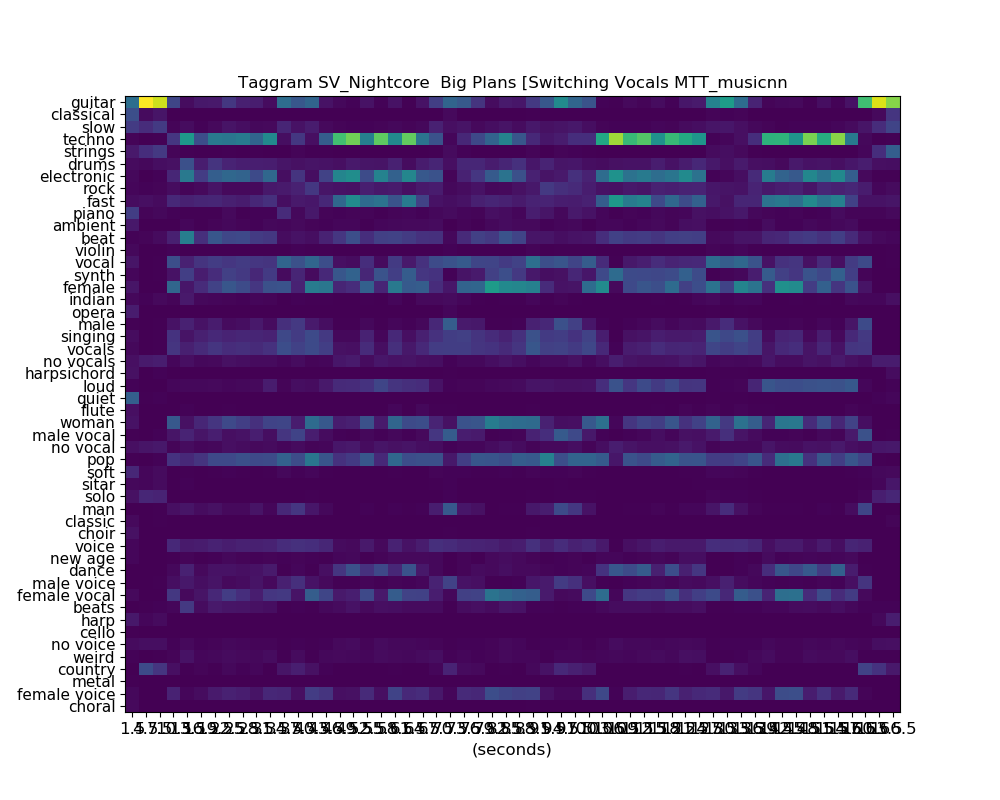 Taggram SV_Nightcore  Big Plans [Switching Vocals MTT_musicnn
guitar
classical
slow
techno
strings
drums
electronic
rock
fast
piano
ambient
beat
violin
vocal
synth
female
indian
opera
male
singing
vocals
no vocals
harpsichord
loud
quiet
flute
woman
male vocal
no vocal
pop
soft
sitar
solo
man
classic
choir
voice
new age
dance
male voice
female vocal
beats
harp
cello
no voice
weird
country
metal
female voice
choral
(seconds)